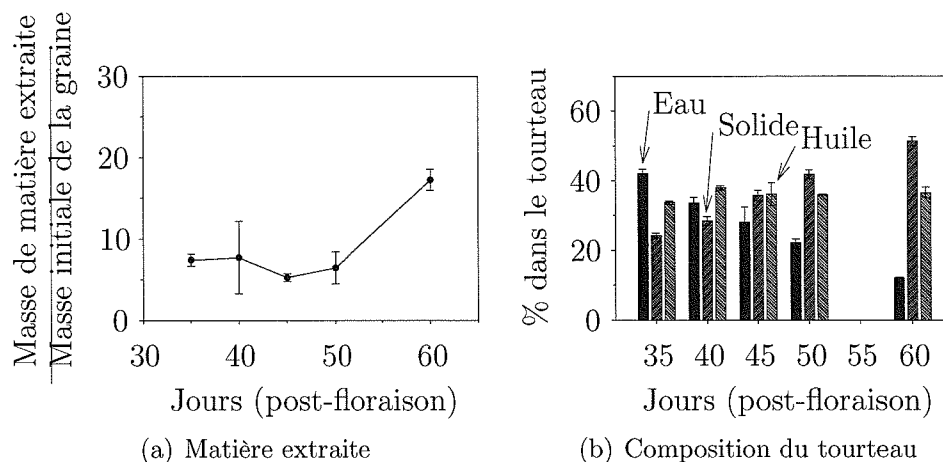 Masse de matière extraite
Masse initiale de la graine
30
20
10
0
30 40 50 60
Jours (post-floraison)
(a) Matière extraite
% dans le tourteau
60
40
20
0
Eau
Solide
Huile
35 40 45 50 55 60
Jours (post-floraison)
(b) Composition du tourteau